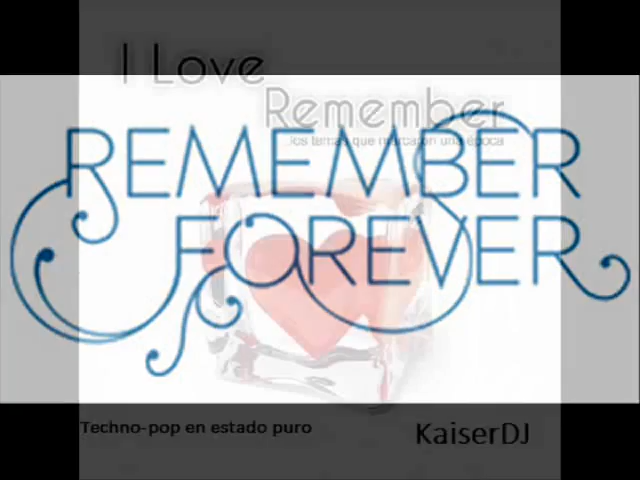 I Love
Remember
..los temas que marcaron una época
REMEMBER
FOREVER
Techno-pop en estado puro
KaiserDJ